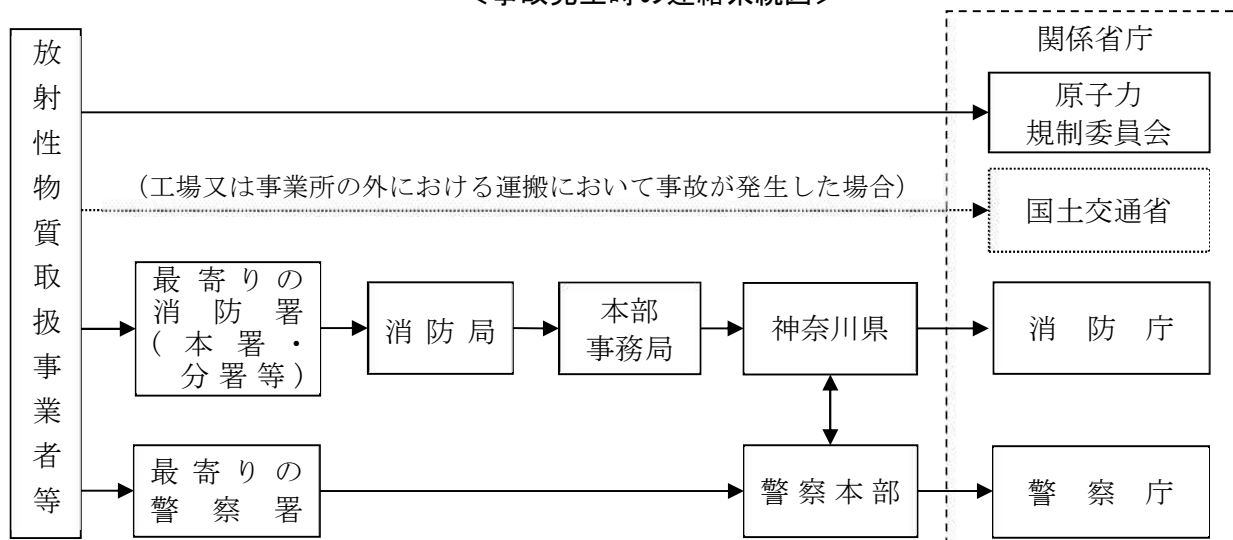 ＜事故発生時の連絡系統図＞
放射性物質取扱事業者等
関係省庁
原子力
規制委員会
（工場又は事業所の外における運搬において事故が発生した場合）
国土交通省
最寄りの
消防署
（本署・
分署等）
消防局
本部
事務局
神奈川県
消防庁
最寄りの
警察署
警察本部
警察庁